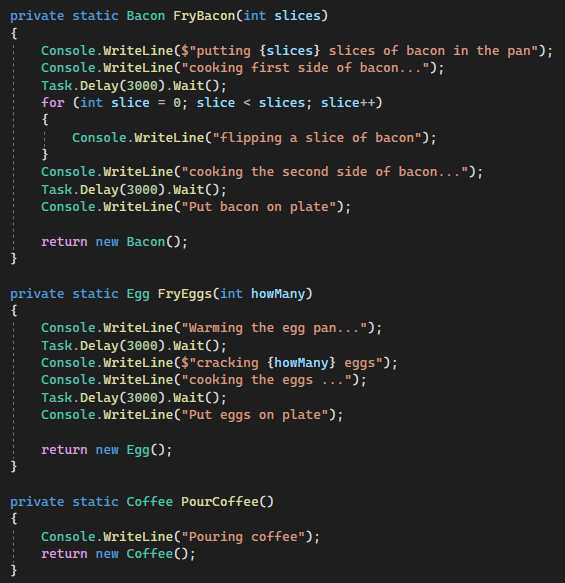 private static Bacon FryBacon(int slices)
{
    Console.WriteLine($"putting {slices} slices of bacon in the pan");
    Console.WriteLine("cooking first side of bacon...");
    Task.Delay(3000).Wait();
    for (int slice = 0; slice < slices; slice++)
    {
        Console.WriteLine("flipping a slice of bacon");
    }
    Console.WriteLine("cooking the second side of bacon...");
    Task.Delay(3000).Wait();
    Console.WriteLine("Put bacon on plate");

    return new Bacon();
}

private static Egg FryEggs(int howMany)
{
    Console.WriteLine("Warming the egg pan...");
    Task.Delay(3000).Wait();
    Console.WriteLine($"cracking {howMany} eggs");
    Console.WriteLine("cooking the eggs ...");
    Task.Delay(3000).Wait();
    Console.WriteLine("Put eggs on plate");

    return new Egg();
}

private static Coffee PourCoffee()
{
    Console.WriteLine("Pouring coffee");
    return new Coffee();
}